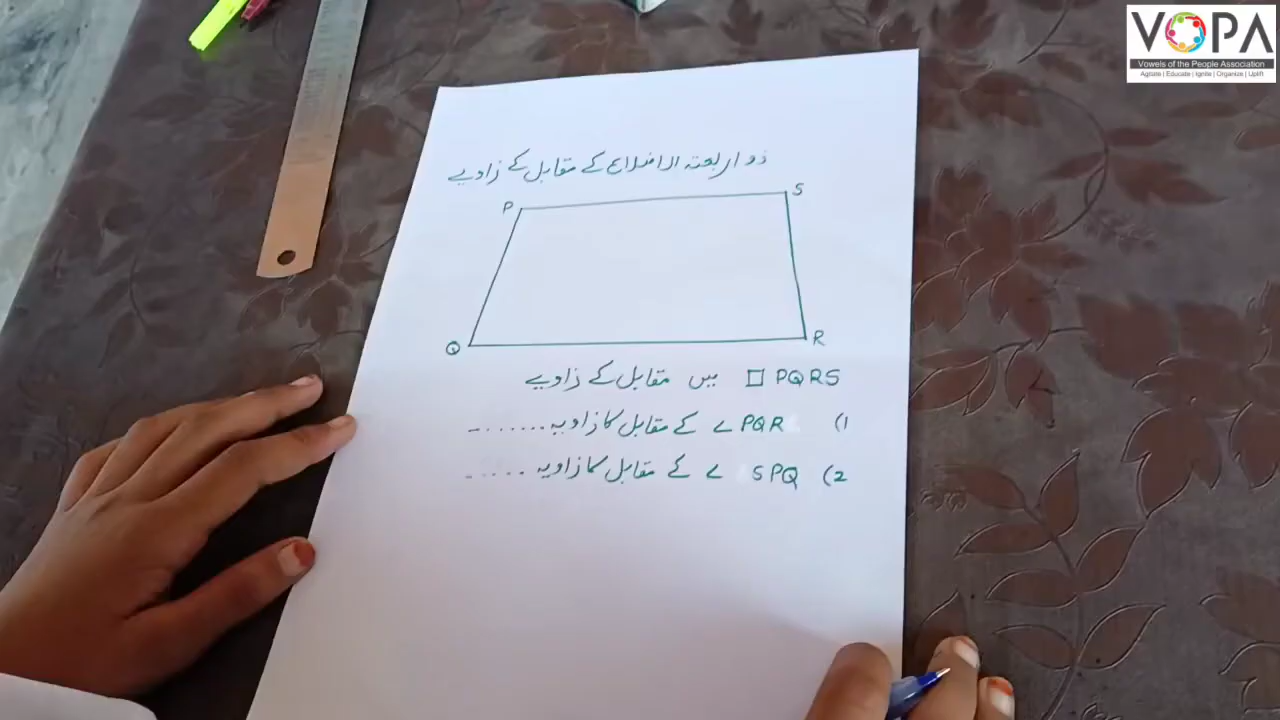 VOPA
Vowels of the People Association
Agitate | Educate | Ignite | Organize | Uplift
ذو اربعتہ الاضلاع کے مقابل کے زاویے
P
S
Q
R
□ PQRS میں مقابل کے زاویے
(1 ∠PQR کے مقابل کا زاویہ .......
(2 ∠SPQ کے مقابل کا زاویہ .....